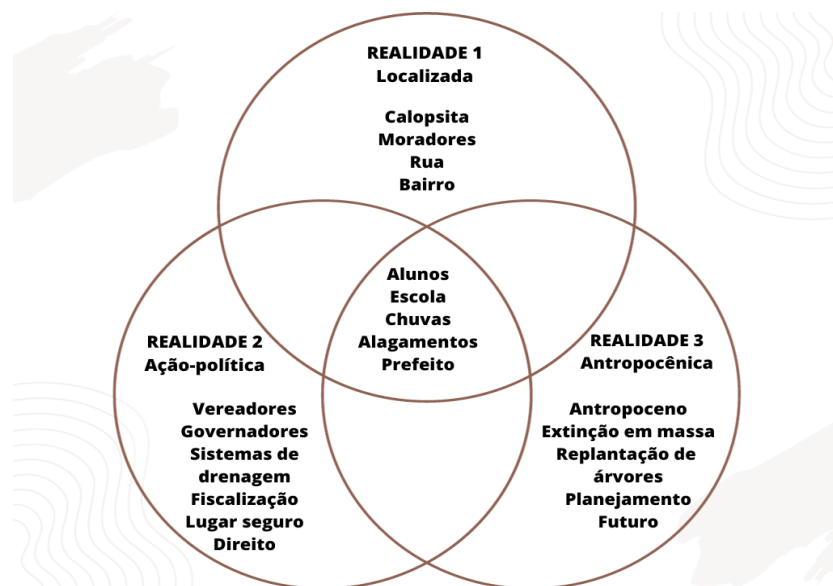 REALIDADE 1
Localizada
Calopsita
Moradores
Rua
Bairro
Alunos
Escola
Chuvas
Alagamentos
Prefeito
REALIDADE 2
Ação-política
Vereadores
Governadores
Sistemas de
drenagem
Fiscalização
Lugar seguro
Direito
REALIDADE 3
Antropocênica
Antropoceno
Extinção em massa
Replantação de
árvores
Planejamento
Futuro